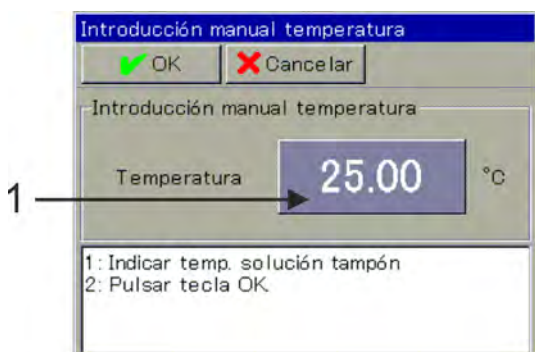 Introducción manual temperatura
OK Cancelar
Introducción manual temperatura
Temperatura 25.00 °C
1
1: Indicar temp. solución tampón
2: Pulsar tecla OK.